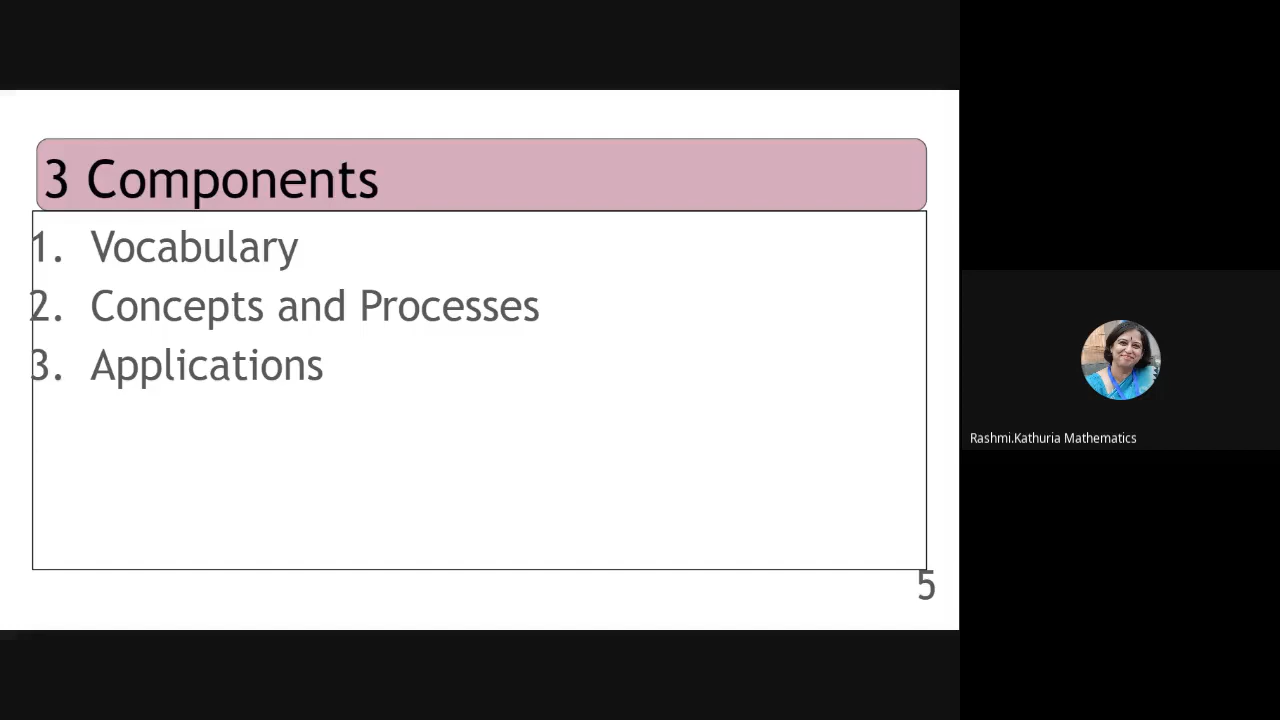 3 Components
1. Vocabulary
2. Concepts and Processes
3. Applications
5
Rashmi.Kathuria Mathematics